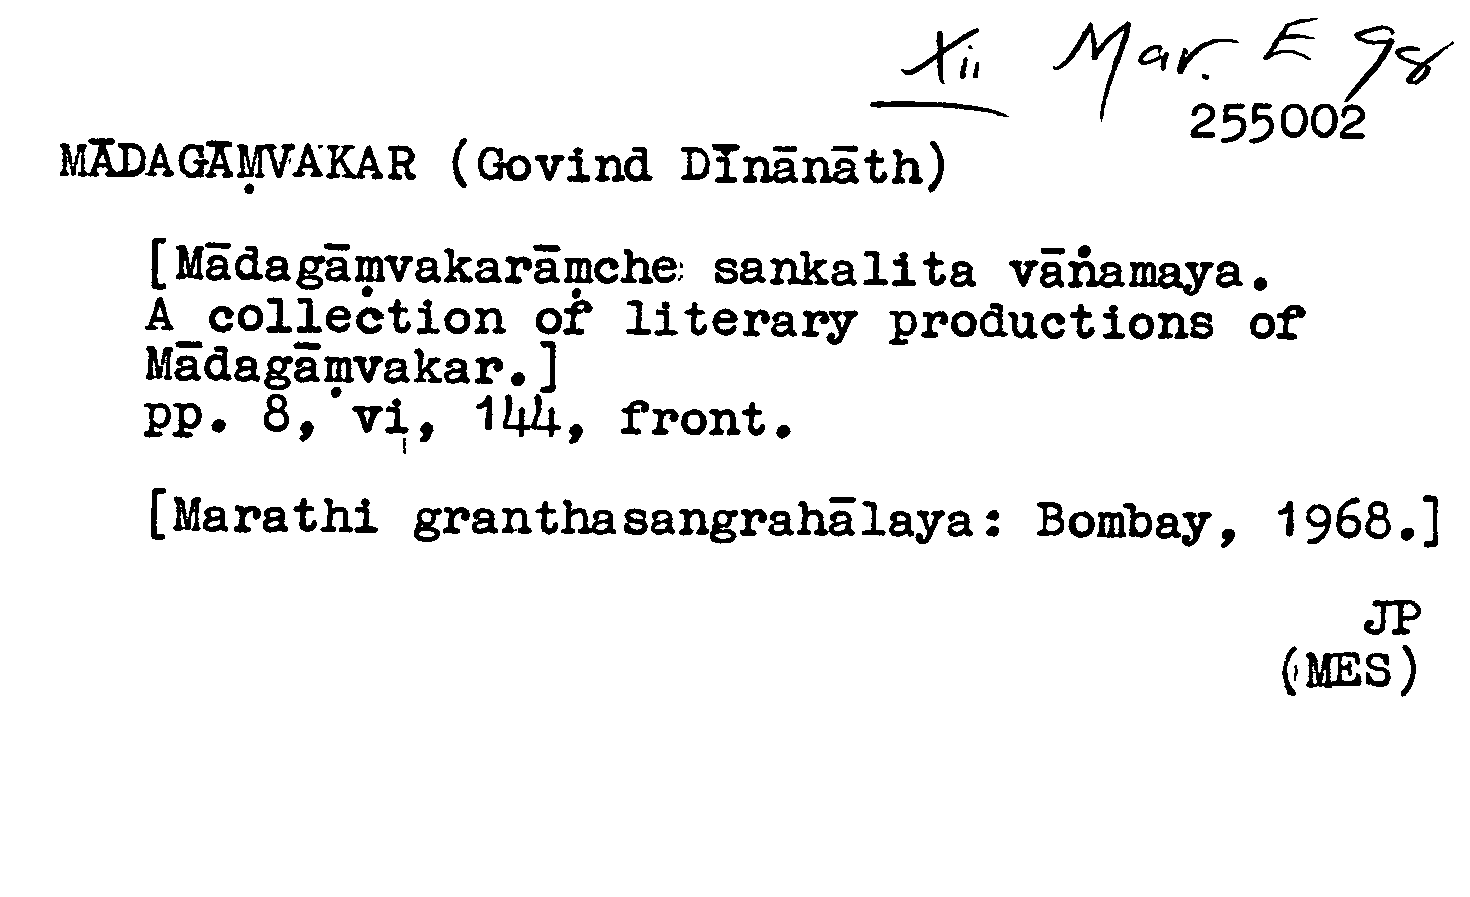 Xii Mar. E 98
255002
MĀDAGĀṂVAKAR (Govind Dīnānāth)
[Mādagāṃvakarāṃche sankalita vāṅamaya.
A collection of literary productions of
Mādagāṃvakar.]
pp. 8, vi, 144, front.
[Marathi granthasangrahālaya: Bombay, 1968.]
JP
(MES)